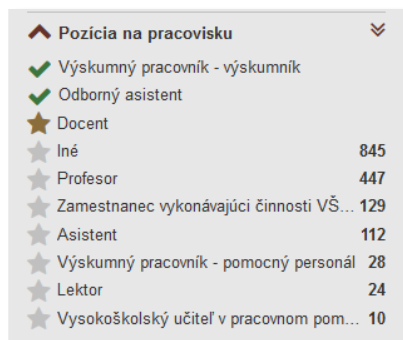 Pozícia na pracovisku
Výskumný pracovník - výskumník
Odborný asistent
Docent
Iné 845
Profesor 447
Zamestnanec vykonávajúci činnosti VŠ... 129
Asistent 112
Výskumný pracovník - pomocný personál 28
Lektor 24
Vysokoškolský učiteľ v pracovnom pom... 10